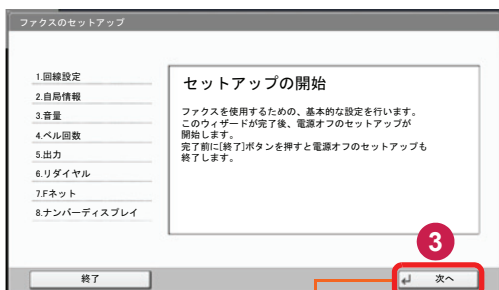 ファクスのセットアップ
1.回線設定
2.自局情報
3.音量
4.ベル回数
5.出力
6.リダイヤル
7.Fネット
8.ナンバーディスプレイ
セットアップの開始
ファクスを使用するための、基本的な設定を行います。
このウィザードが完了後、電源オフのセットアップが
開始します。
完了前に[終了]ボタンを押すと電源オフのセットアップも
終了します。
3
終了
次へ